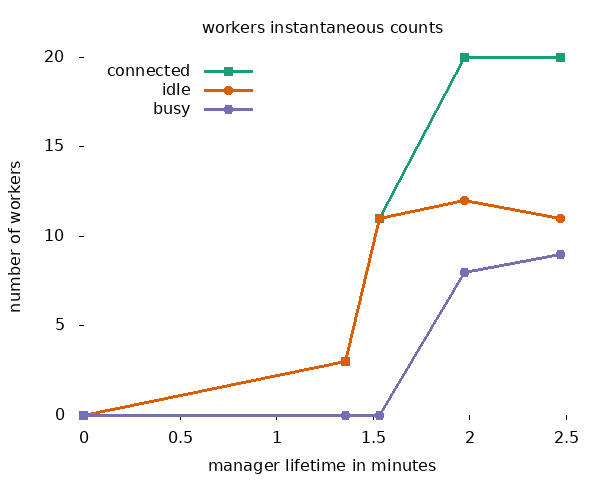 workers instantaneous counts
connected
idle
busy
number of workers
20
15
10
5
0
0 0.5 1 1.5 2 2.5
manager lifetime in minutes